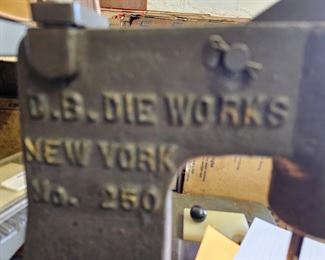 C.B. DIE WORKS
NEW YORK
No. 250